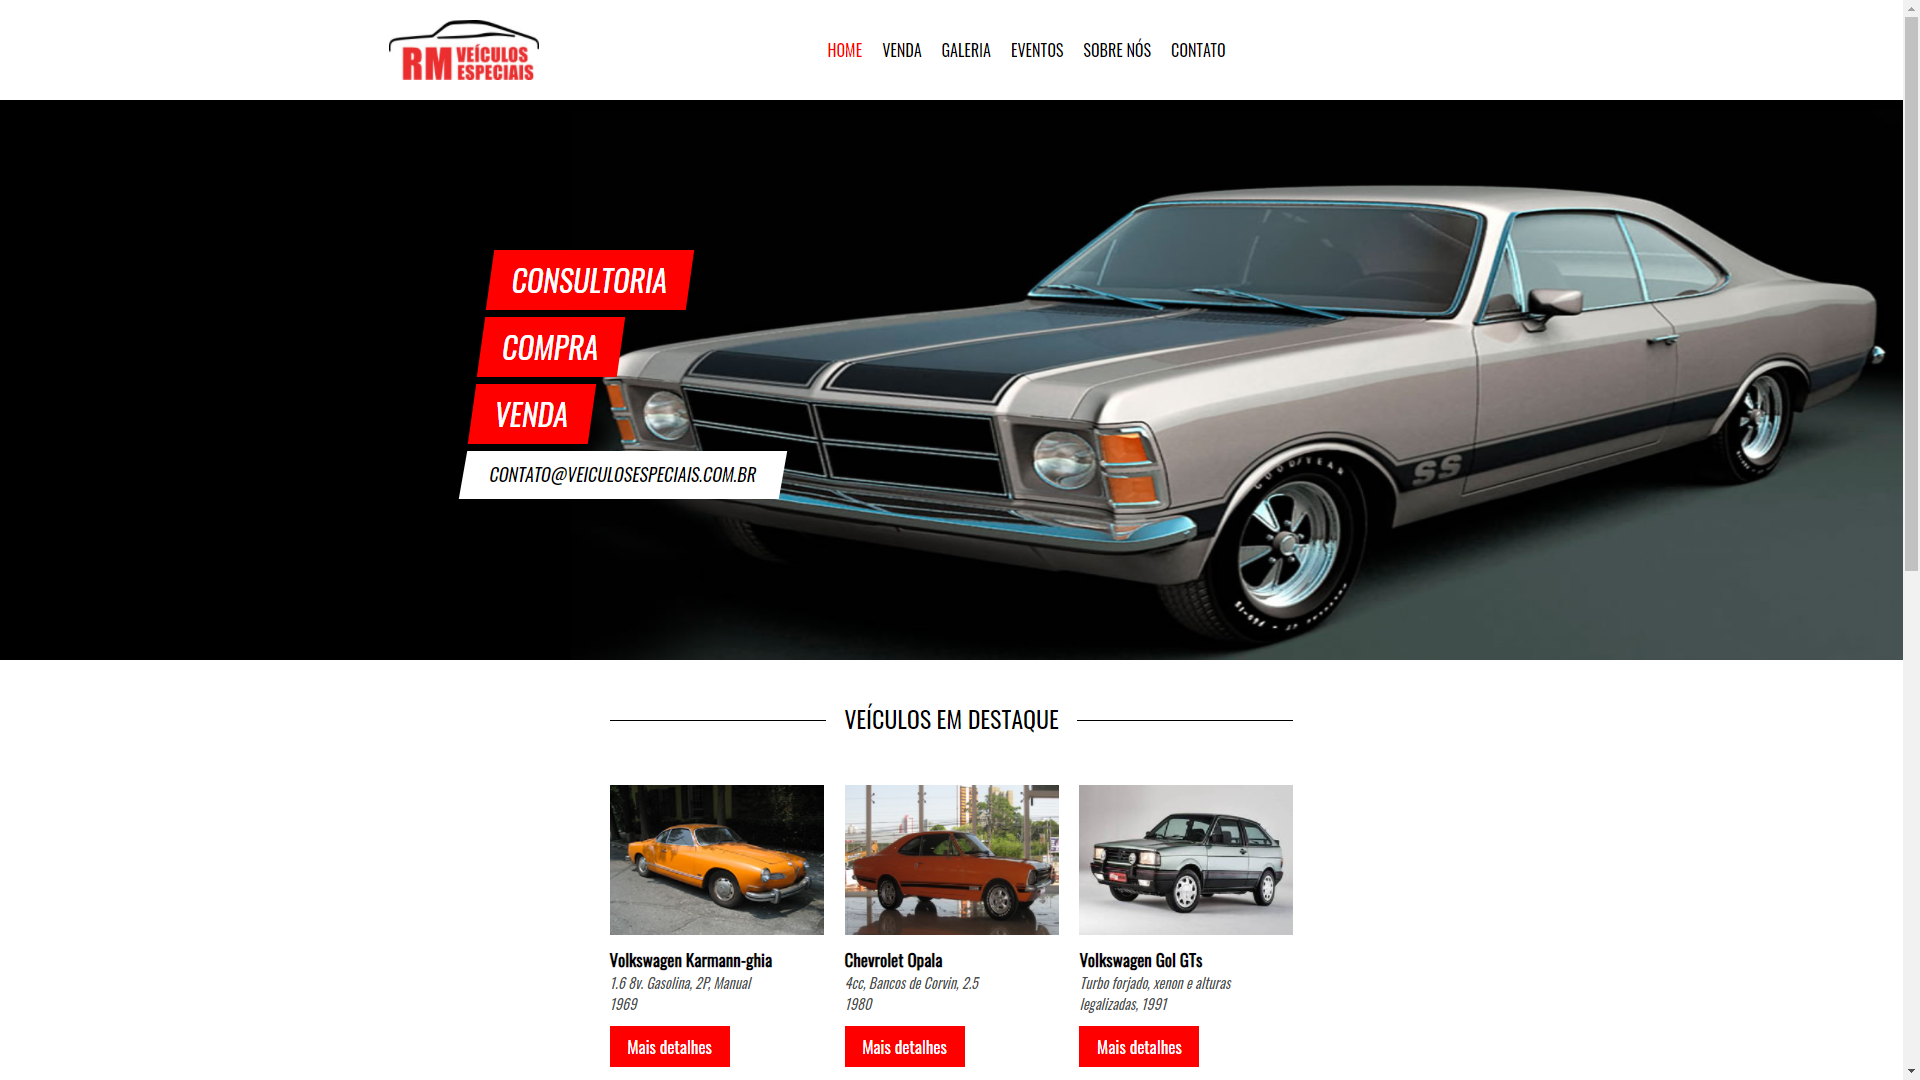 RM VEÍCULOS ESPECIAIS
HOME VENDA GALERIA EVENTOS SOBRE NÓS CONTATO
CONSULTORIA
COMPRA
VENDA
CONTATO@VEICULOSESPECIAIS.COM.BR
GOODYEAR
SS
VEÍCULOS EM DESTAQUE
Volkswagen Karmann-ghia
1.6 8v. Gasolina, 2P, Manual
1969
Mais detalhes
Chevrolet Opala
4cc, Bancos de Corvin, 2.5
1980
Mais detalhes
Volkswagen Gol GTs
Turbo forjado, xenon e alturas
legalizadas, 1991
Mais detalhes